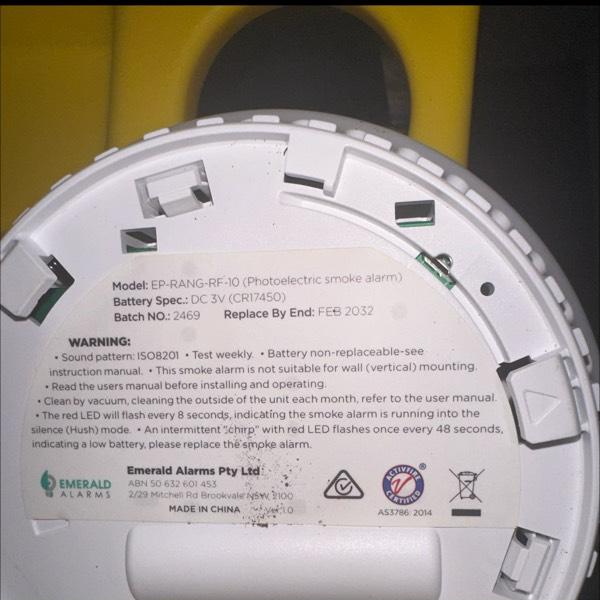 Model: EP-RANG-RF-10 (Photoelectric smoke alarm)
Battery Spec.: DC 3V (CR17450)
Batch NO.: 2469 Replace By End: FEB 2032
WARNING:
• Sound pattern: ISO8201 • Test weekly. • Battery non-replaceable-see
instruction manual. • This smoke alarm is not suitable for wall (vertical) mounting.
• Read the users manual before installing and operating.
• Clean by vacuum, cleaning the outside of the unit each month, refer to the user manual.
• The red LED will flash every 8 seconds, indicating the smoke alarm is running into the
silence (Hush) mode. • An intermittent "chirp" with red LED flashes once every 48 seconds,
indicating a low battery, please replace the smoke alarm.
EMERALD
ALARMS
Emerald Alarms Pty Ltd
ABN 50 632 601 453
2/29 Mitchell Rd Brookvale NSW, 2100
MADE IN CHINA Ver1.0
ACTIVFIRE ®
AS3786: 2014